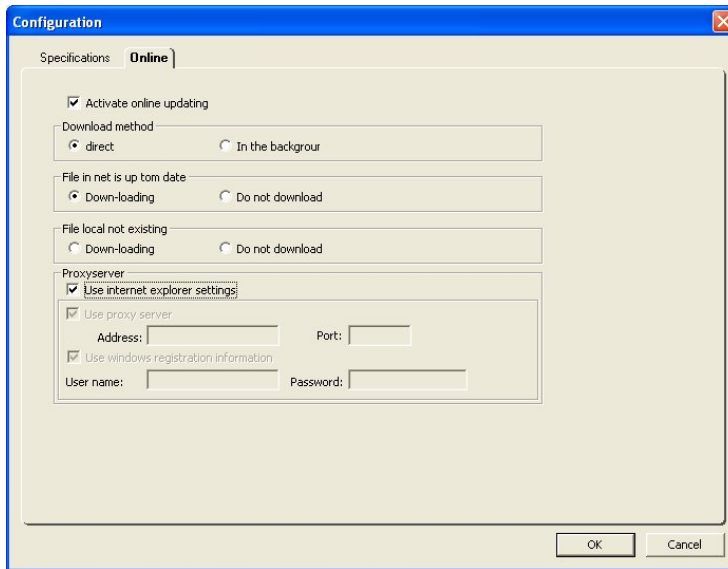 Configuration
Specifications Online
Activate online updating
Download method
direct In the backgrour
File in net is up tom date
Down-loading Do not download
File local not existing
Down-loading Do not download
Proxyserver
Use internet explorer settings
Use proxy server
Address: Port:
Use windows registration information
User name: Password:
OK Cancel